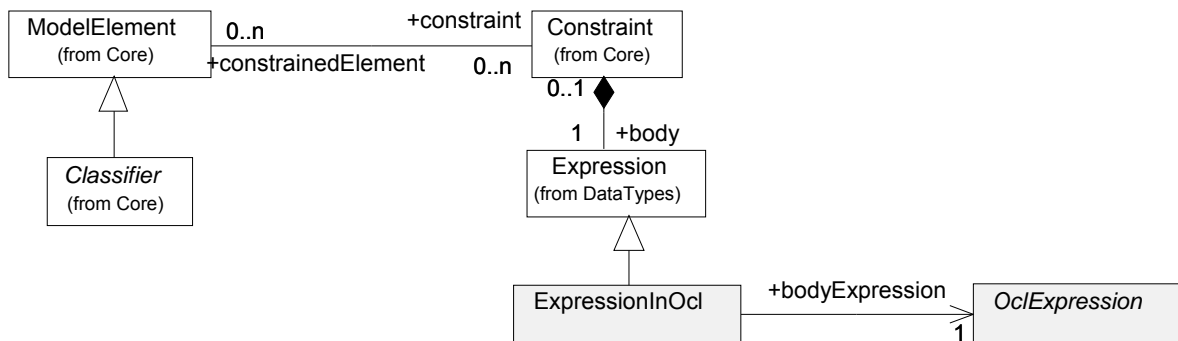 ModelElement
(from Core)
0..n
+constraint
Constraint
(from Core)
+constrainedElement
0..n
0..1
1
+body
Classifier
(from Core)
Expression
(from DataTypes)
ExpressionInOcl
+bodyExpression
1
OclExpression